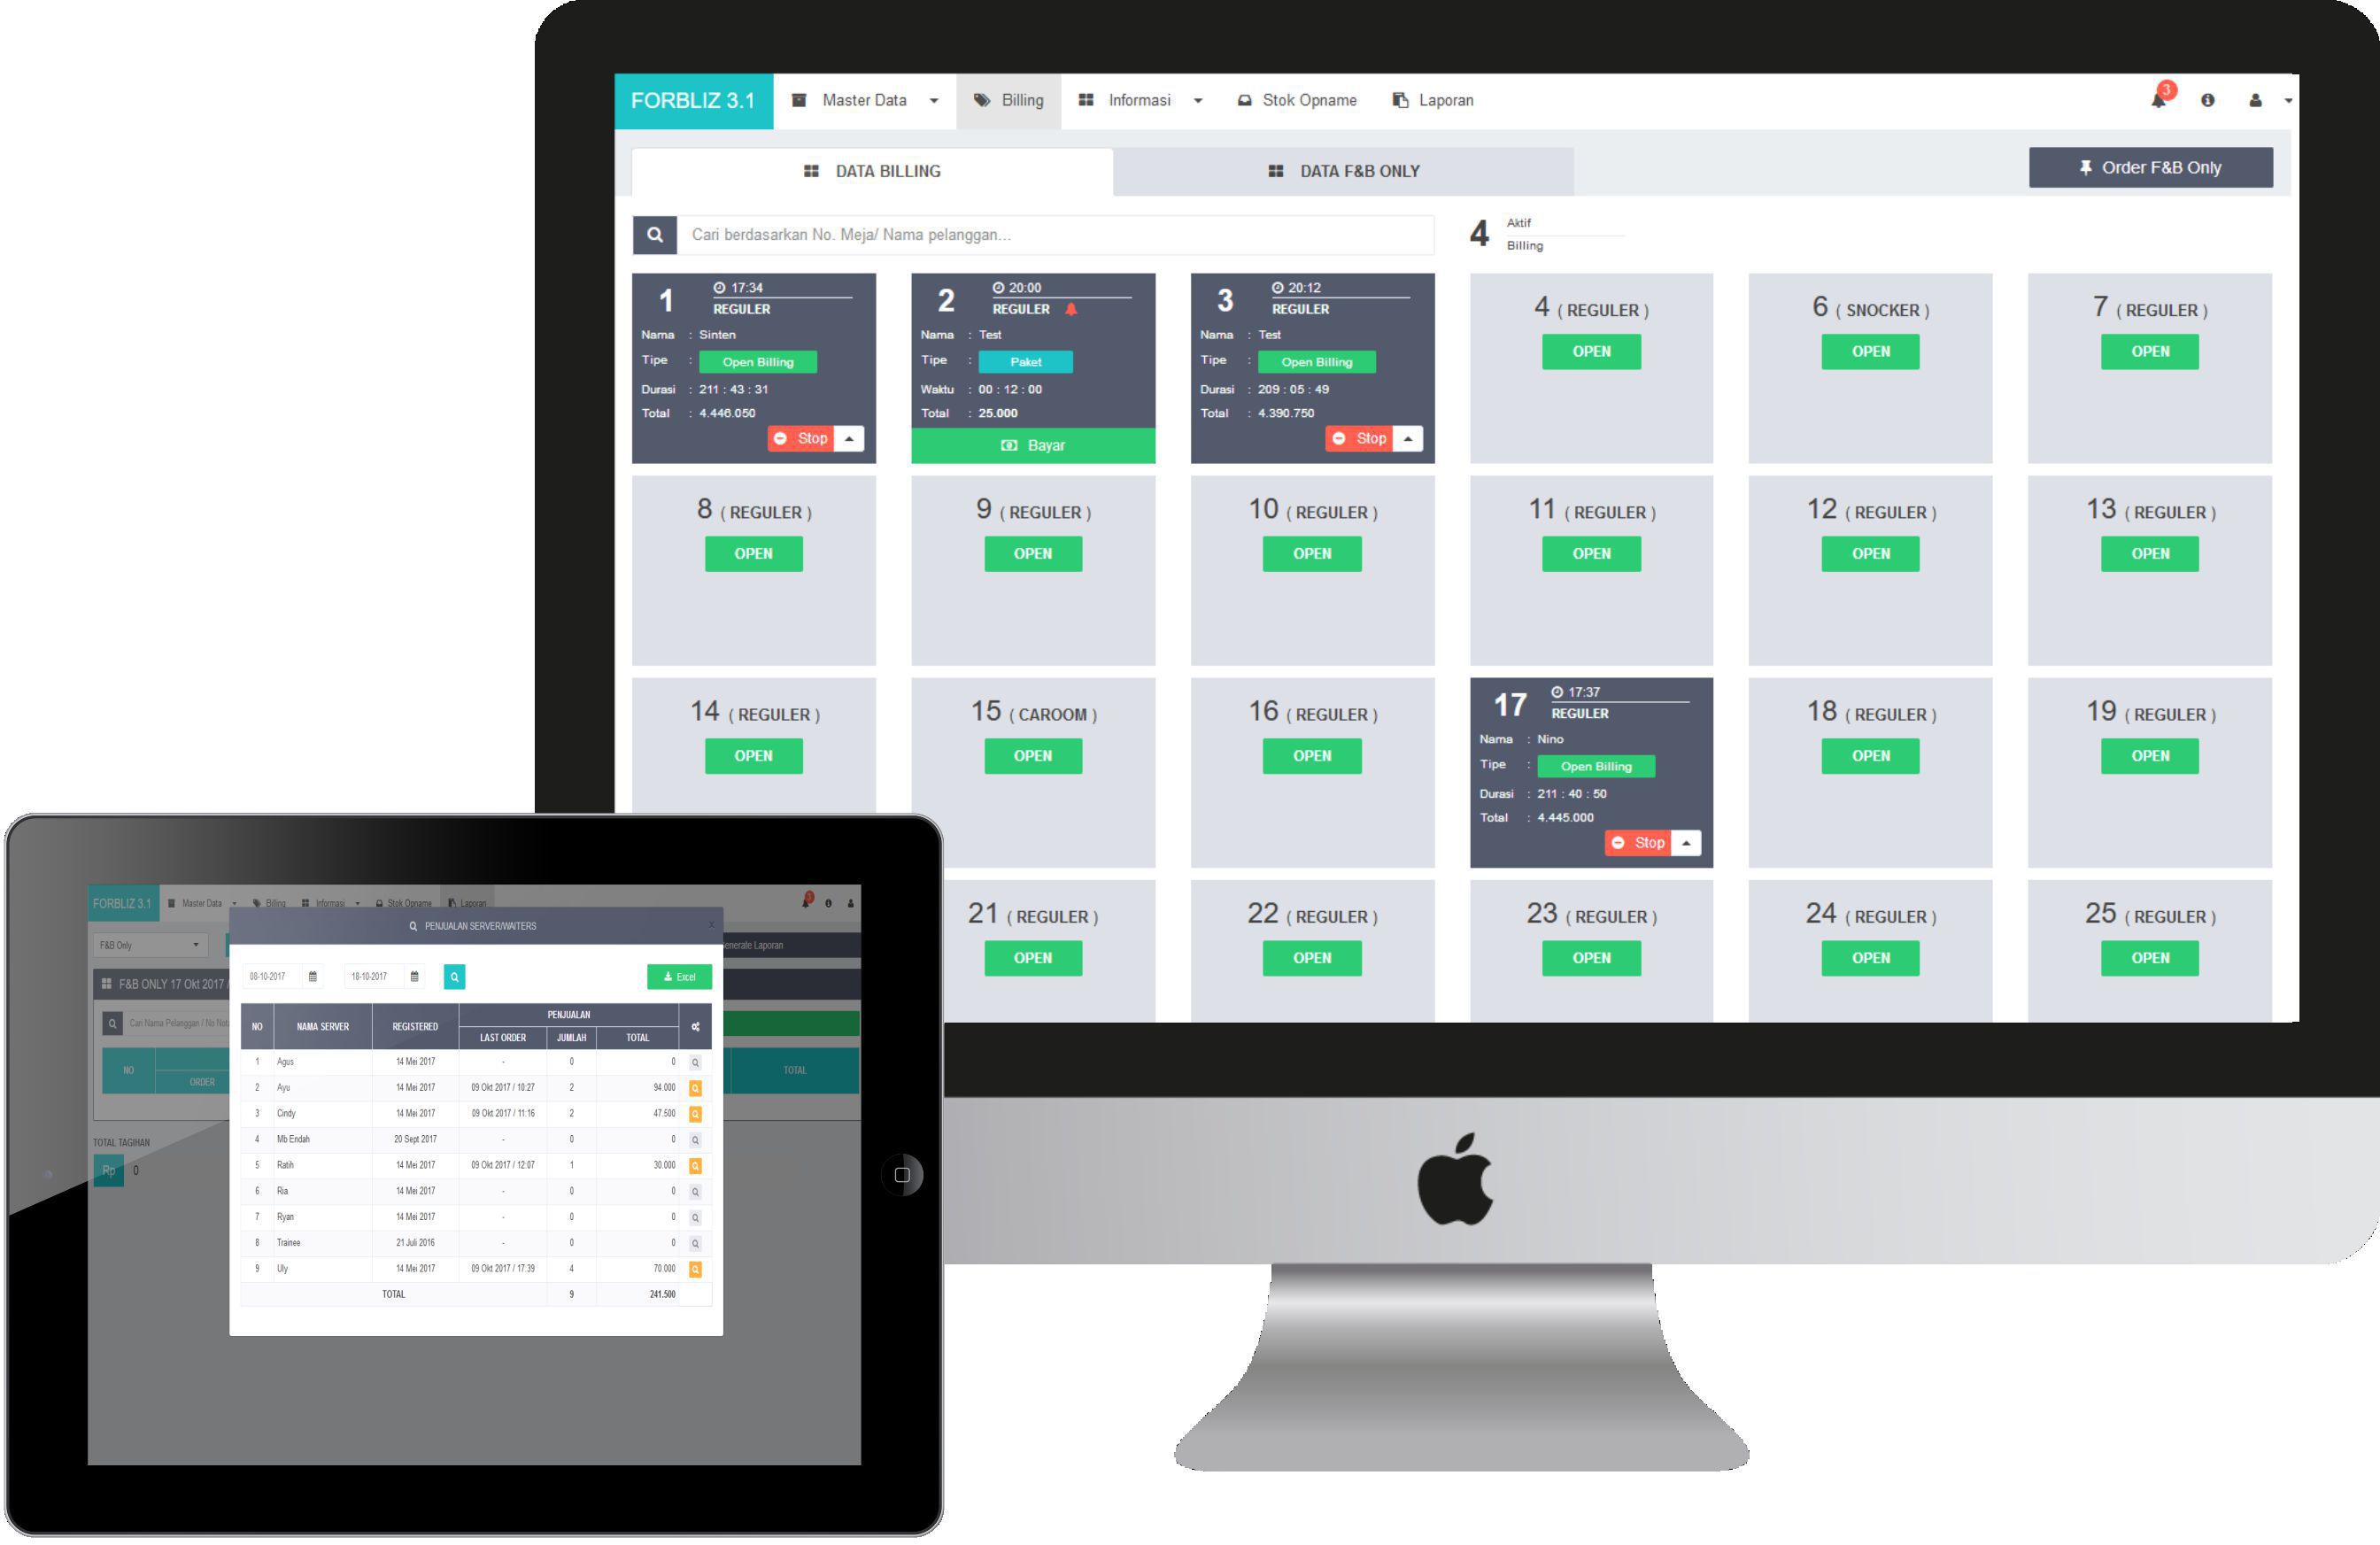 FORBLIZ 3.1 Master Data Billing Informasi Stok Opname Laporan 3
DATA BILLING DATA F&B ONLY Order F&B Only
Cari berdasarkan No. Meja/ Nama pelanggan... 4 Aktif
Billing
1 17:34
REGULER
Nama : Sinten
Tipe : Open Billing
Durasi : 211 : 43 : 31
Total : 4.446.050
Stop
2 20:00
REGULER
Nama : Test
Tipe : Paket
Waktu : 00 : 12 : 00
Total : 25.000
Bayar
3 20:12
REGULER
Nama : Test
Tipe : Open Billing
Durasi : 209 : 05 : 49
Total : 4.390.750
Stop
4 ( REGULER )
OPEN
6 ( SNOCKER )
OPEN
7 ( REGULER )
OPEN
8 ( REGULER )
OPEN
9 ( REGULER )
OPEN
10 ( REGULER )
OPEN
11 ( REGULER )
OPEN
12 ( REGULER )
OPEN
13 ( REGULER )
OPEN
14 ( REGULER )
OPEN
15 ( CAROOM )
OPEN
16 ( REGULER )
OPEN
17 17:37
REGULER
Nama : Nino
Tipe : Open Billing
Durasi : 211 : 40 : 50
Total : 4.445.000
Stop
18 ( REGULER )
OPEN
19 ( REGULER )
OPEN
21 ( REGULER )
OPEN
22 ( REGULER )
OPEN
23 ( REGULER )
OPEN
24 ( REGULER )
OPEN
25 ( REGULER )
OPEN
FORBLIZ 3.1 Master Data Billing Informasi Stok Opname Laporan
F&B Only Generate Laporan
F&B ONLY 17 Okt 2017 /
Cari Nama Pelanggan / No Nota
NO ORDER TOTAL
TOTAL TAGIHAN
Rp 0
PENJUALAN SERVER/WAITERS X
08-10-2017 18-10-2017 Excel
NO NAMA SERVER REGISTERED PENJUALAN
LAST ORDER JUMLAH TOTAL
1 Agus 14 Mei 2017 - 0 0
2 Ayu 14 Mei 2017 09 Okt 2017 / 10:27 2 94.000
3 Cindy 14 Mei 2017 09 Okt 2017 / 11:16 2 47.500
4 Mb Endah 20 Sept 2017 - 0 0
5 Ratih 14 Mei 2017 09 Okt 2017 / 12:07 1 30.000
6 Ria 14 Mei 2017 - 0 0
7 Ryan 14 Mei 2017 - 0 0
8 Trainee 21 Juli 2016 - 0 0
9 Uly 14 Mei 2017 09 Okt 2017 / 17:39 4 70.000
TOTAL 9 241.500